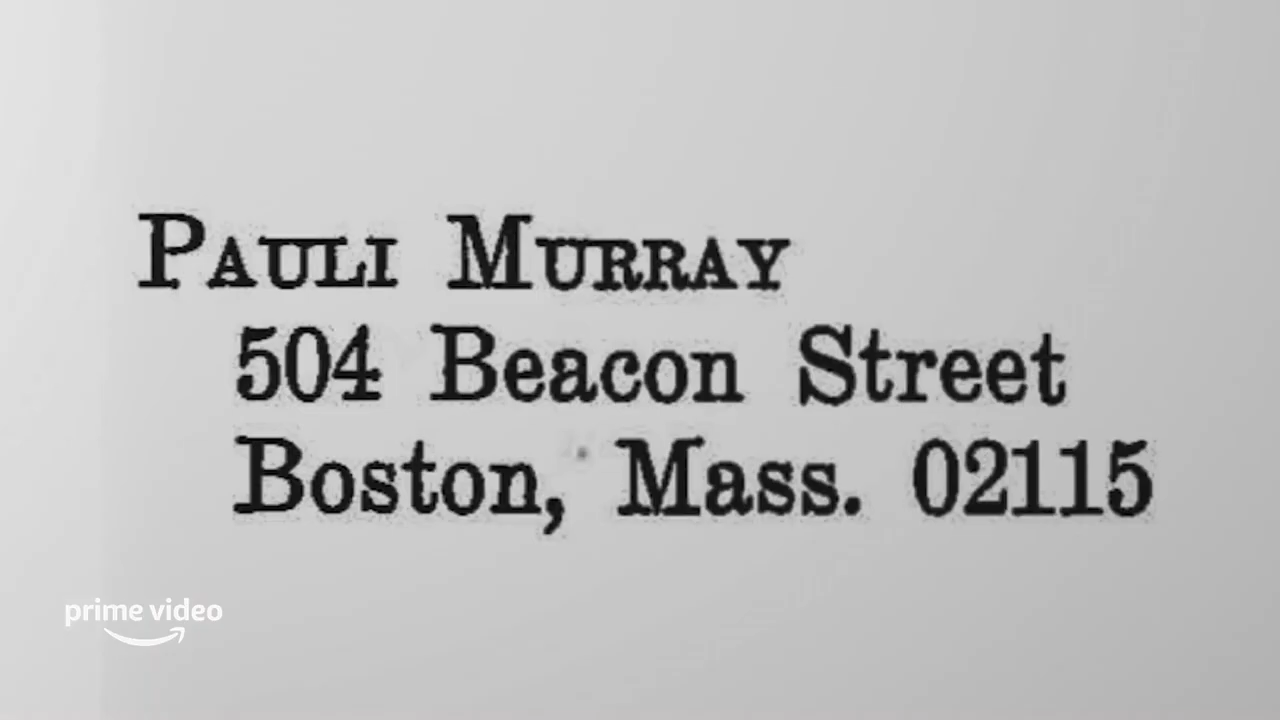 PAULI MURRAY
504 Beacon Street
Boston, Mass. 02115
prime video